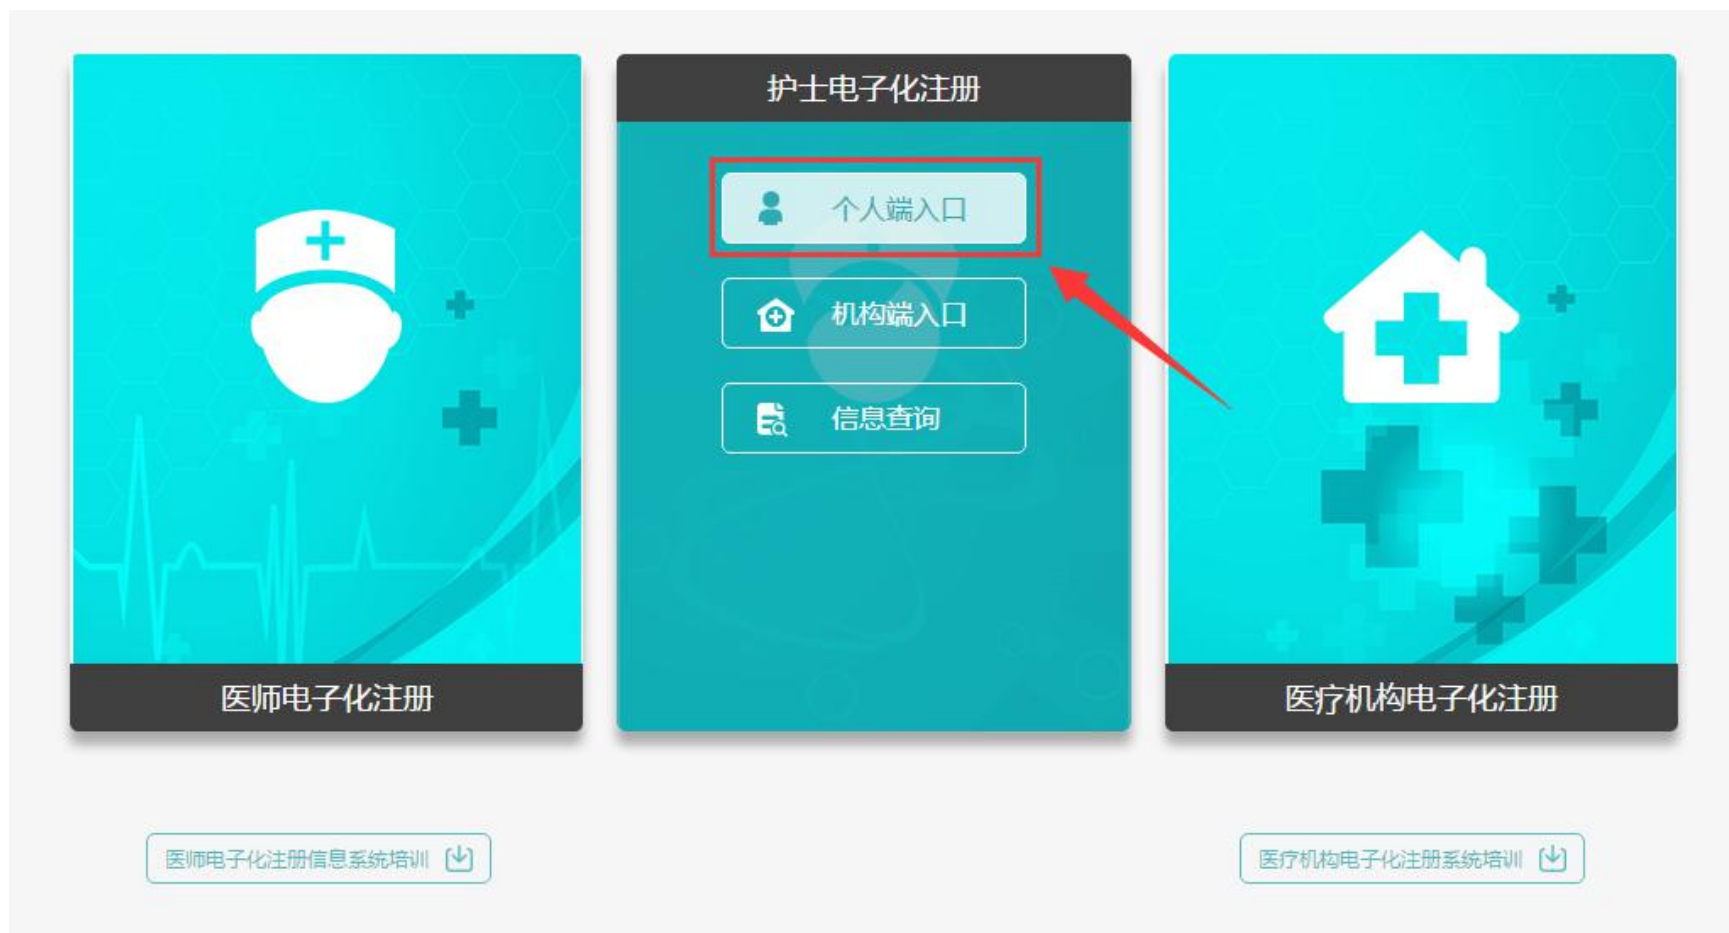 护士电子化注册
个人端入口
机构端入口
信息查询
医师电子化注册
医疗机构电子化注册
医师电子化注册信息系统培训
医疗机构电子化注册系统培训